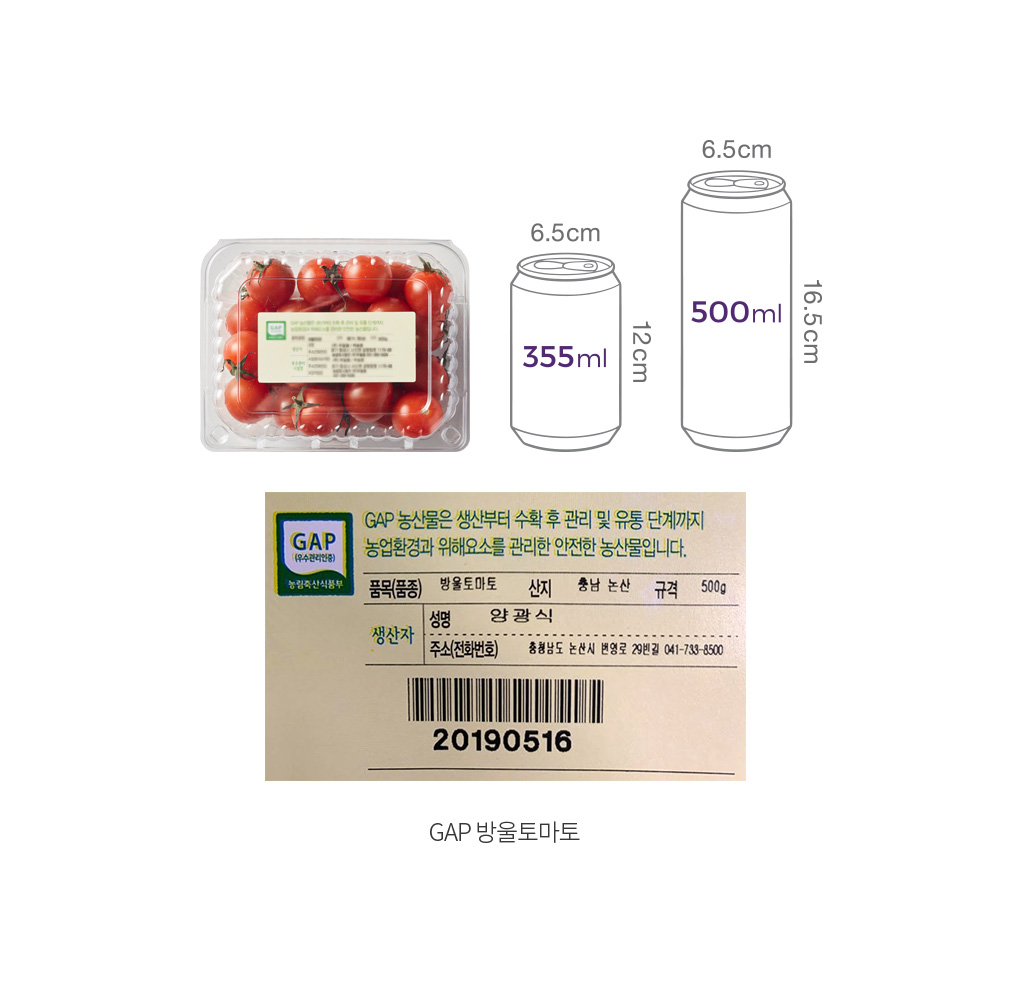 6.5cm
6.5cm
16.5cm
12cm
500ml
355ml
GAP
GAP 농산물은 생산부터 수확 후 관리 및 유통 단계까지
농업환경과 위해요소를 관리한 안전한 농산물입니다.
GAP
(우수관리인증)
농림축산식품부
품목(품종) 방울토마토 산지 충남 논산 규격 500g
생산자
성명 양광식
주소(전화번호) 충청남도 논산시 번영로 29번길 041-733-8500
20190516
GAP 방울토마토